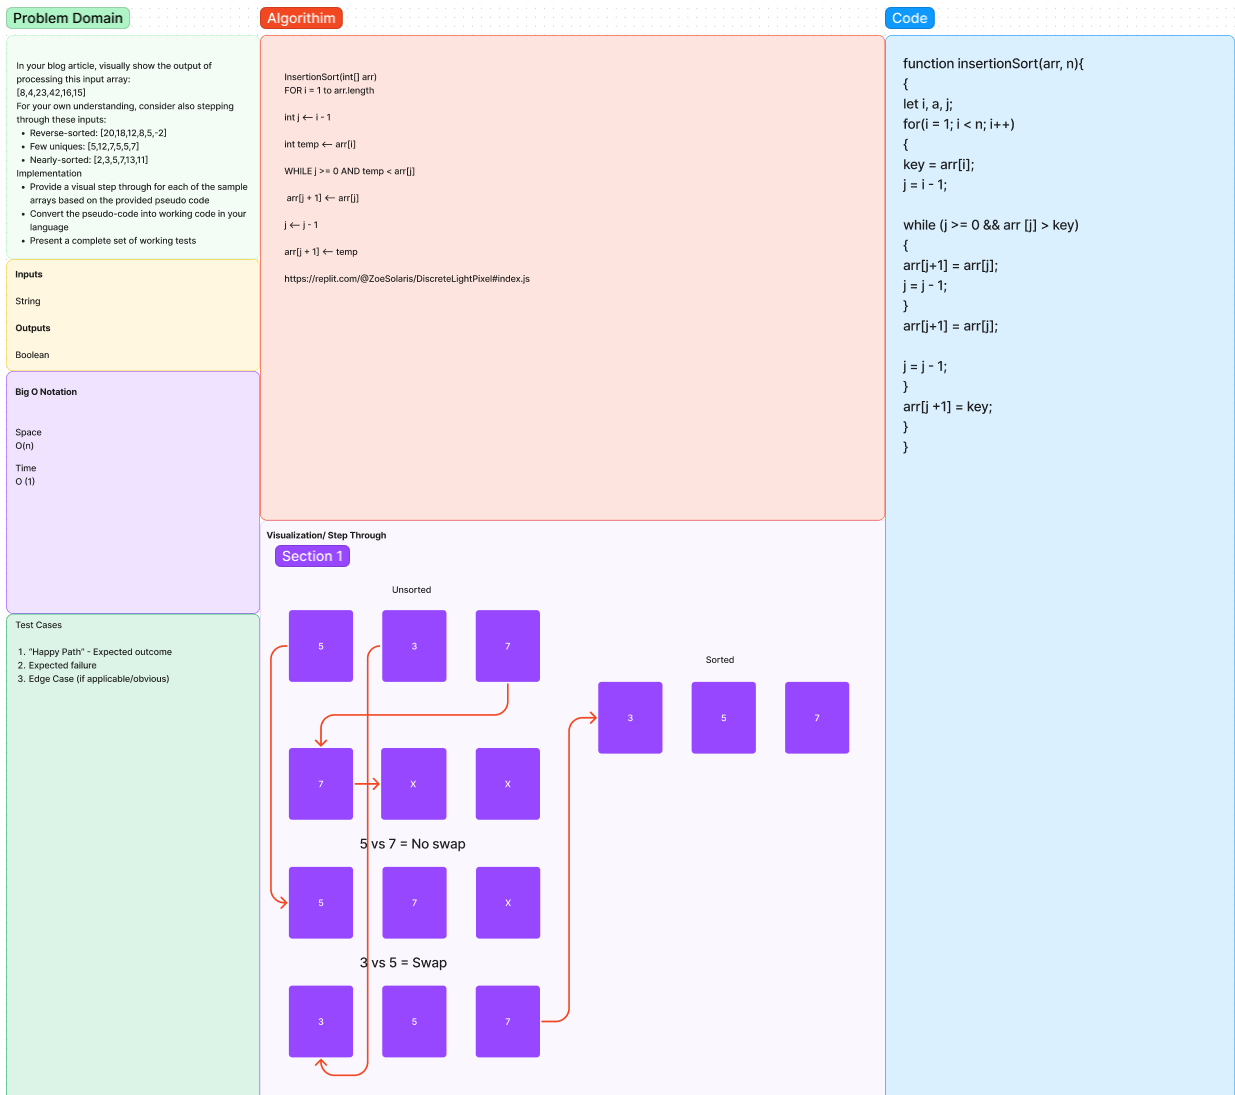 Problem Domain
In your blog article, visually show the output of
processing this input array:
[8,4,23,42,16,15]
For your own understanding, consider also stepping
through these inputs:
• Reverse-sorted: [20,18,12,8,5,-2]
• Few uniques: [5,12,7,5,5,7]
• Nearly-sorted: [2,3,5,7,13,11]
Implementation
• Provide a visual step through for each of the sample
arrays based on the provided pseudo code
• Convert the pseudo-code into working code in your
language
• Present a complete set of working tests
Inputs
String
Outputs
Boolean
Big O Notation
Space
O(n)
Time
O (1)
Test Cases
1. “Happy Path” - Expected outcome
2. Expected failure
3. Edge Case (if applicable/obvious)
Algorithim
InsertionSort(int[] arr)
FOR i = 1 to arr.length
int j <-- i - 1
int temp <-- arr[i]
WHILE j >= 0 AND temp < arr[j]
arr[j + 1] <-- arr[j]
j <-- j - 1
arr[j + 1] <-- temp
https://replit.com/@ZoeSolaris/DiscreteLightPixel#index.js
Visualization/ Step Through
Section 1
Unsorted
5 3 7
7 X X
5 vs 7 = No swap
5 7 X
3 vs 5 = Swap
3 5 7
Sorted
3 5 7
Code
function insertionSort(arr, n){
{
let i, a, j;
for(i = 1; i < n; i++)
{
key = arr[i];
j = i - 1;
while (j >= 0 && arr [j] > key)
{
arr[j+1] = arr[j];
j = j - 1;
}
arr[j+1] = arr[j];
j = j - 1;
}
arr[j +1] = key;
}
}